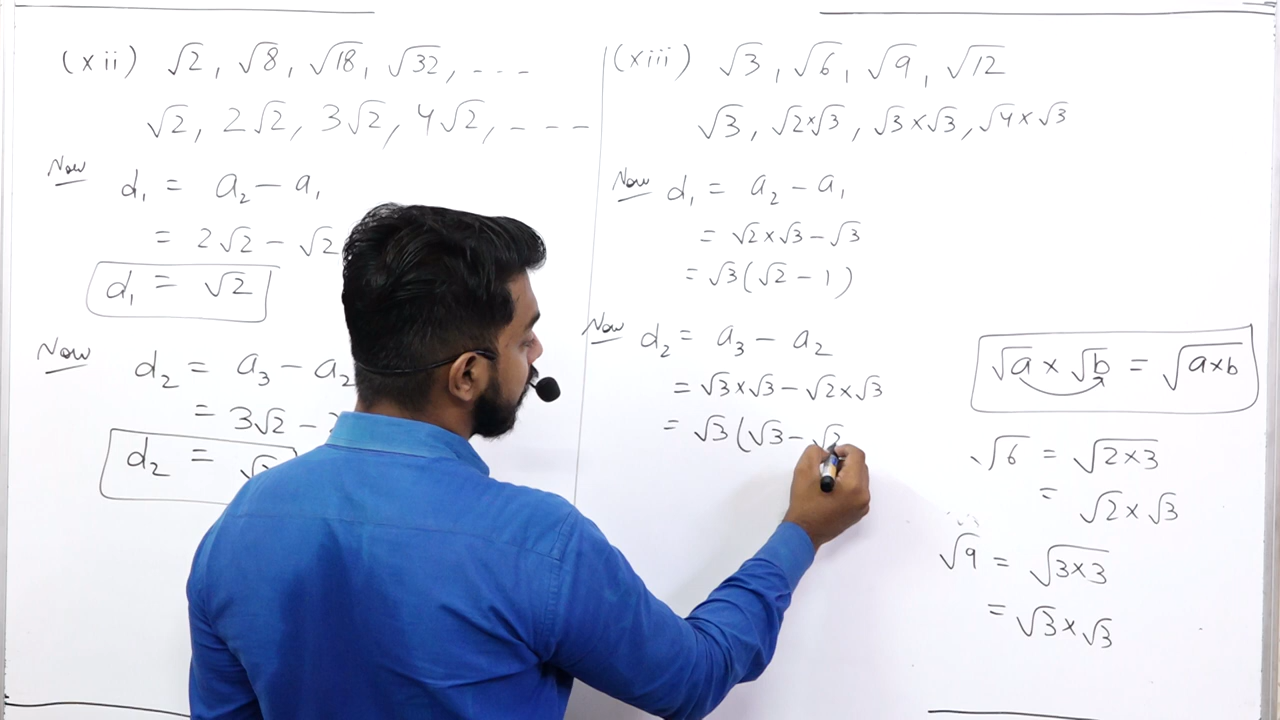 (xii) √2, √8, √18, √32, - - -
√2, 2√2, 3√2, 4√2, - - -
Now d₁ = a₂ - a₁
= 2√2 - √2
d₁ = √2
Now d₂ = a₃ - a₂
= 3√2 -
d₂ =
(xiii) √3, √6, √9, √12
√3, √2×√3, √3×√3, √4×√3
Now d₁ = a₂ - a₁
= √2×√3 - √3
= √3(√2 - 1)
Now d₂ = a₃ - a₂
= √3×√3 - √2×√3
= √3(√3 - √2
√a × √b = √a×b
√6 = √2×3
= √2×√3
√9 = √3×3
= √3×√3